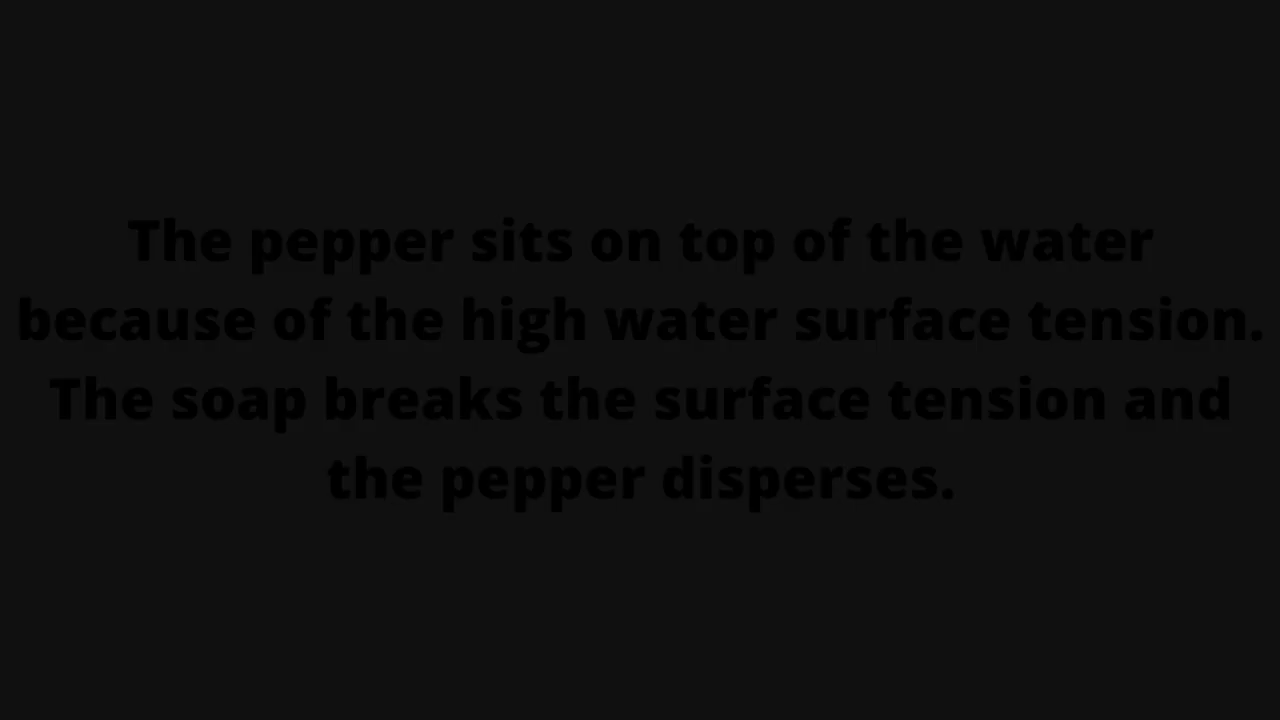 The pepper sits on top of the water
because of the high water surface tension.
The soap breaks the surface tension and
the pepper disperses.